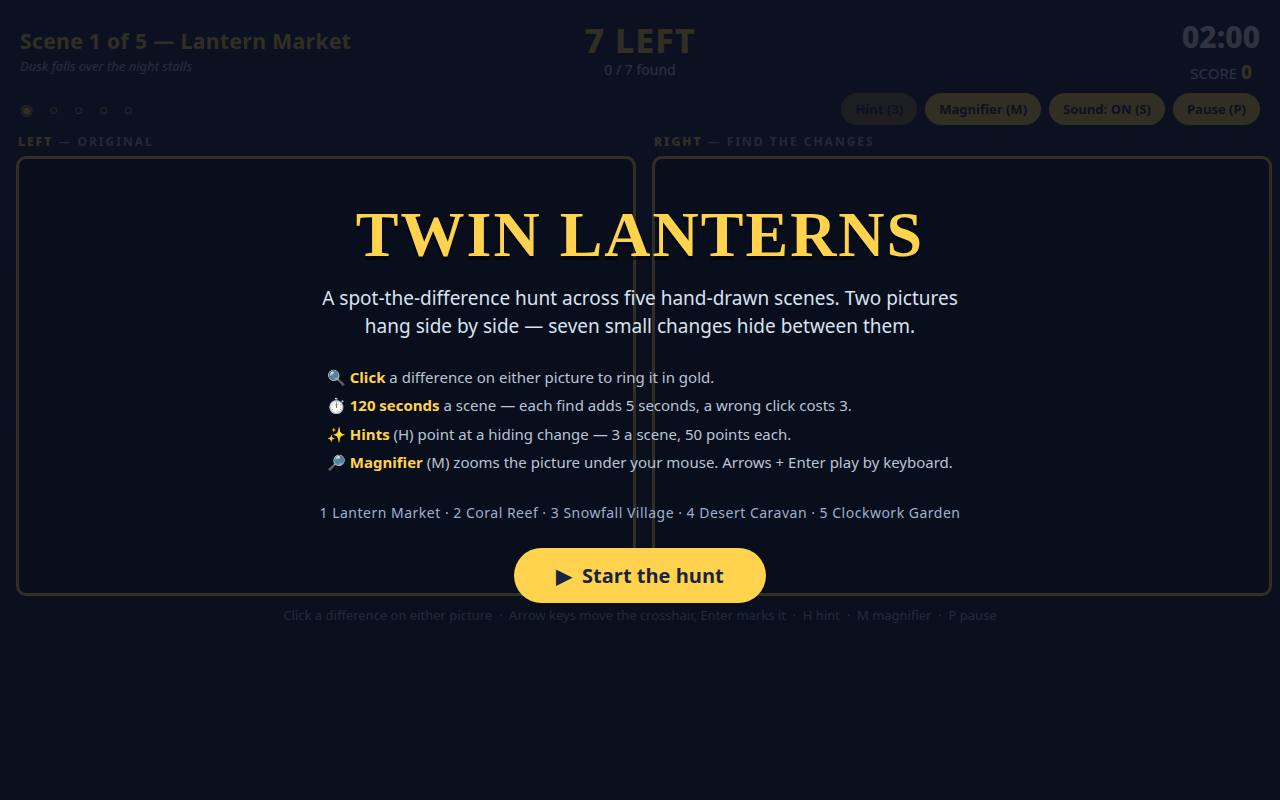 Scene 1 of 5 — Lantern Market
Dusk falls over the night stalls
7 LEFT
0 / 7 found
02:00
SCORE 0
Hint (3)
Magnifier (M)
Sound: ON (S)
Pause (P)
LEFT — ORIGINAL
RIGHT — FIND THE CHANGES
TWIN LANTERNS
A spot-the-difference hunt across five hand-drawn scenes. Two pictures
hang side by side — seven small changes hide between them.
🔍 Click a difference on either picture to ring it in gold.
⏱️ 120 seconds a scene — each find adds 5 seconds, a wrong click costs 3.
✨ Hints (H) point at a hiding change — 3 a scene, 50 points each.
🔎 Magnifier (M) zooms the picture under your mouse. Arrows + Enter play by keyboard.
1 Lantern Market · 2 Coral Reef · 3 Snowfall Village · 4 Desert Caravan · 5 Clockwork Garden
▶ Start the hunt
Click a difference on either picture · Arrow keys move the crosshair, Enter marks it · H hint · M magnifier · P pause